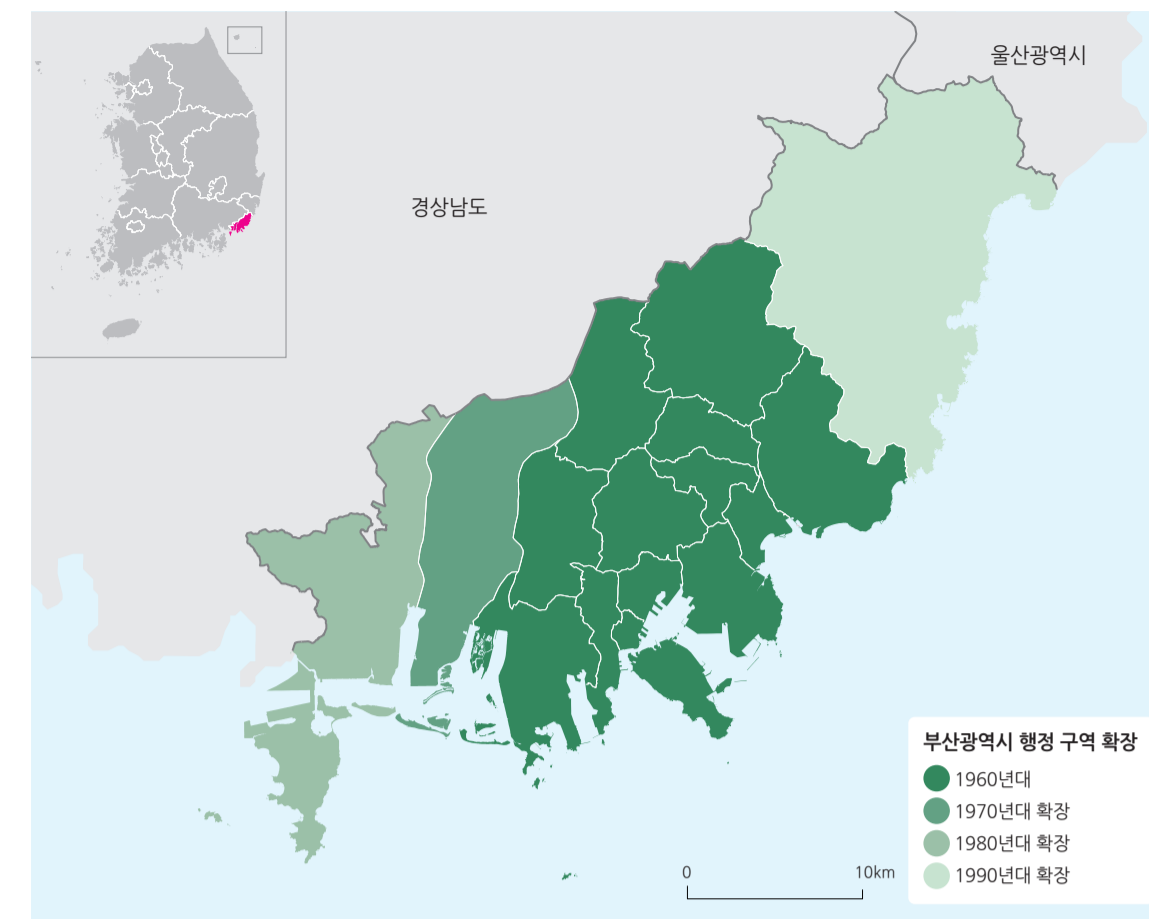 울산광역시
경상남도
부산광역시 행정 구역 확장
1960년대
1970년대 확장
1980년대 확장
1990년대 확장
0 10km